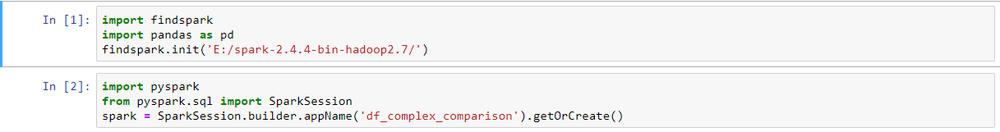 In [1]: import findspark
import pandas as pd
findspark.init('E:/spark-2.4.4-bin-hadoop2.7/')
In [2]: import pyspark
from pyspark.sql import SparkSession
spark = SparkSession.builder.appName('df_complex_comparison').getOrCreate()